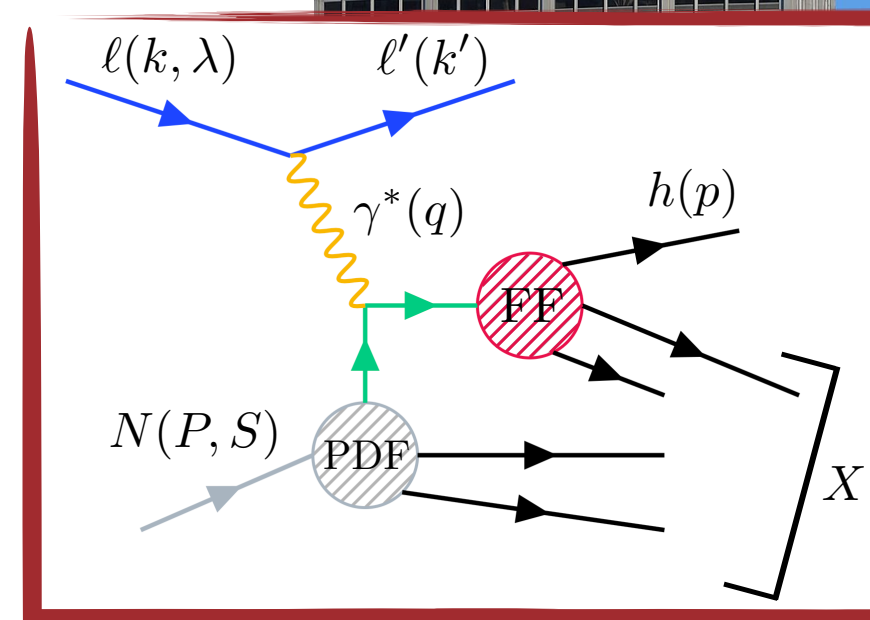 ℓ(k, λ)
ℓ′(k′)
γ*(q)
h(p)
FF
N(P, S)
PDF
X